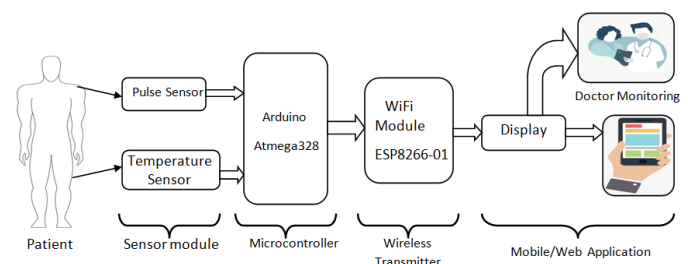 Pulse Sensor
Temperature
Sensor
Arduino
Atmega328
WiFi
Module
ESP8266-01
Display
Doctor Monitoring
Patient
Sensor module
Microcontroller
Wireless
Transmitter
Mobile/Web Application